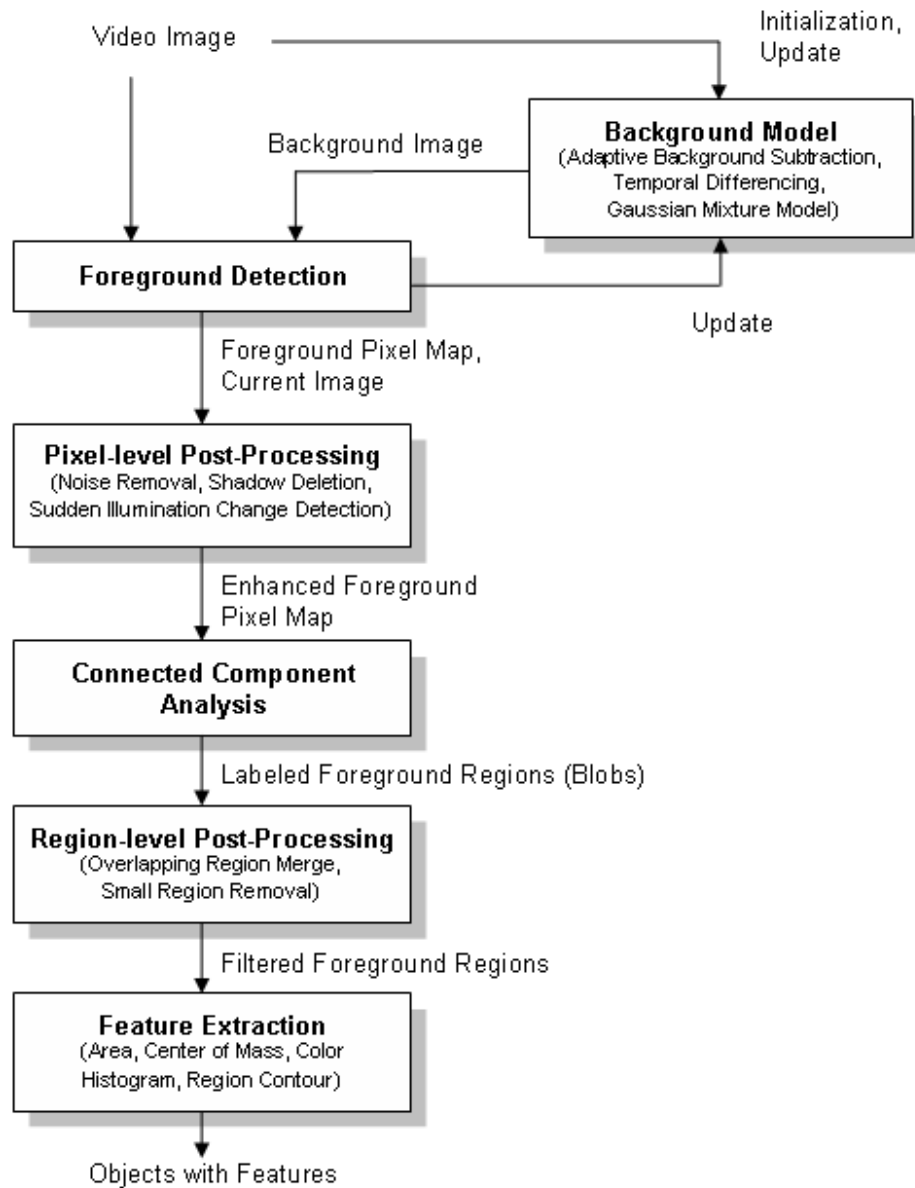 Video Image
Initialization,
Update
Background Model
(Adaptive Background Subtraction,
Temporal Differencing,
Gaussian Mixture Model)
Background Image
Foreground Detection
Update
Foreground Pixel Map,
Current Image
Pixel-level Post-Processing
(Noise Removal, Shadow Deletion,
Sudden Illumination Change Detection)
Enhanced Foreground
Pixel Map
Connected Component
Analysis
Labeled Foreground Regions (Blobs)
Region-level Post-Processing
(Overlapping Region Merge,
Small Region Removal)
Filtered Foreground Regions
Feature Extraction
(Area, Center of Mass, Color
Histogram, Region Contour)
Objects with Features